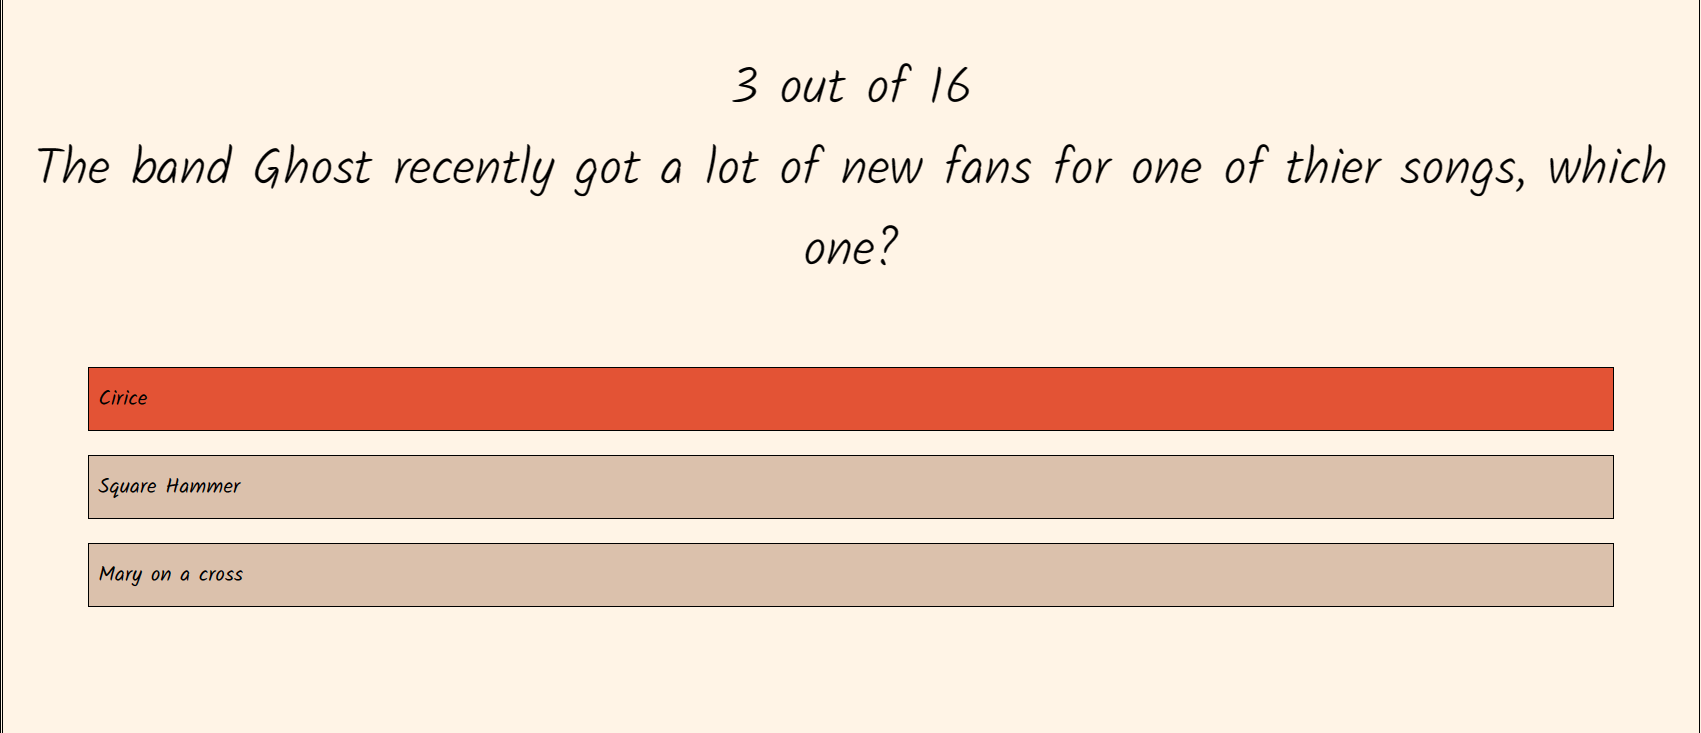 3 out of 16
The band Ghost recently got a lot of new fans for one of thier songs, which
one?
Cirice
Square Hammer
Mary on a cross